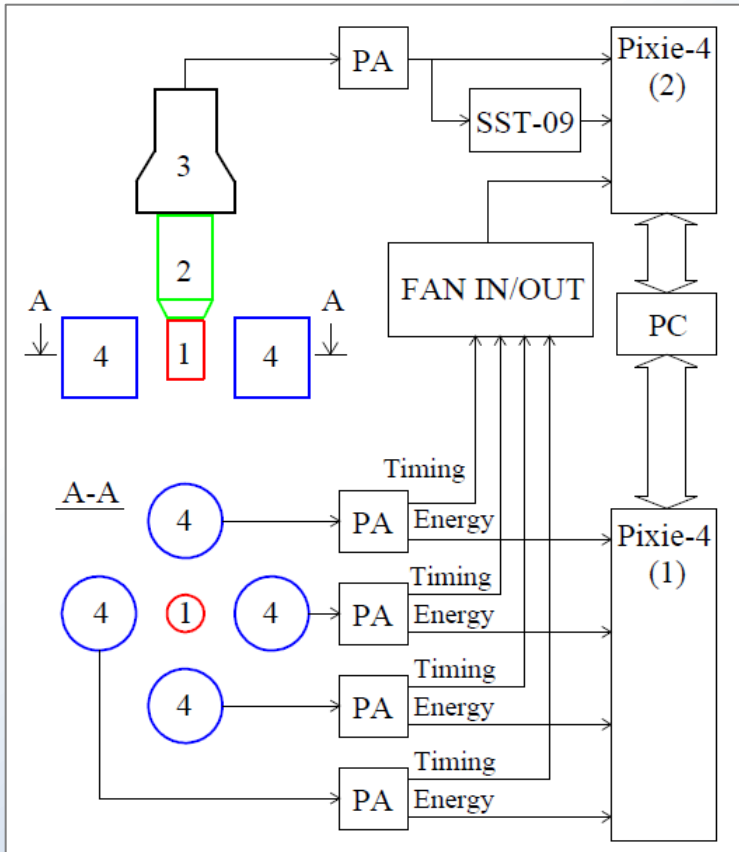 PA
Pixie-4
(2)
SST-09
3
2
FAN IN/OUT
A
A
4
1
4
PC
Timing
A-A
4
PA
Energy
Pixie-4
(1)
Timing
4
1
4
PA
Energy
Timing
4
PA
Energy
Timing
PA
Energy